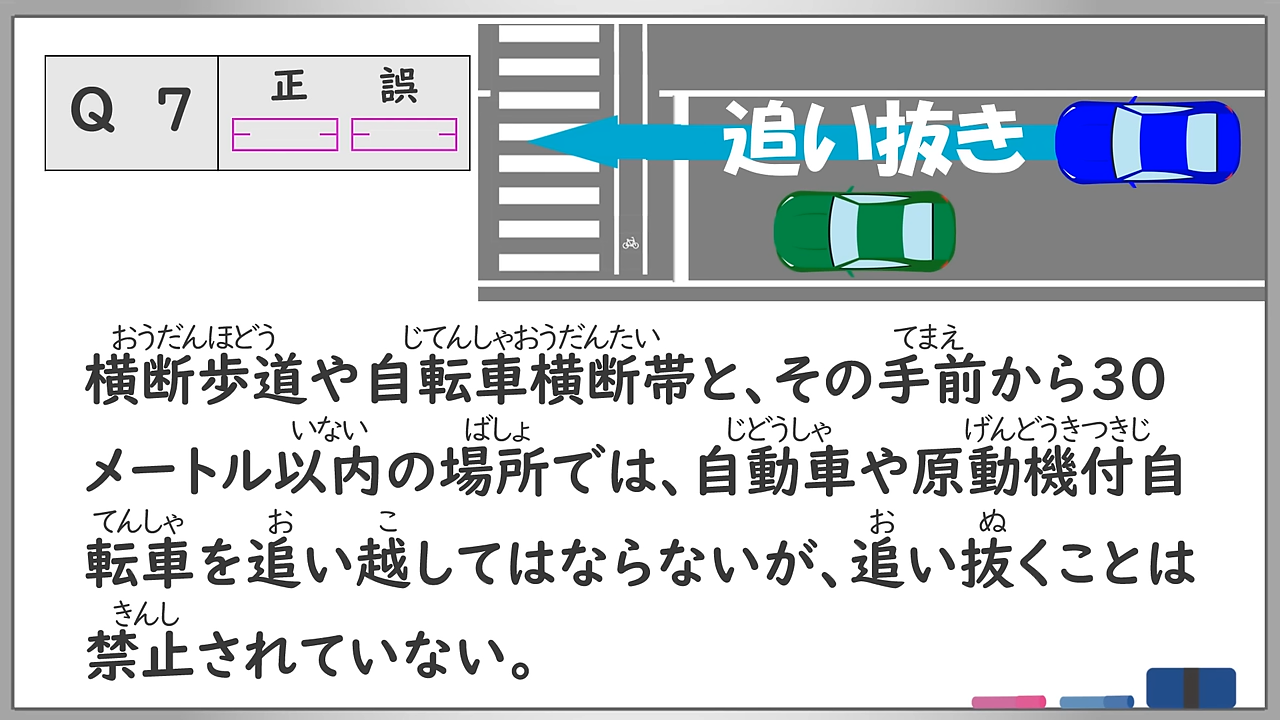 Q 7
正 誤
追い抜き
おうだんほどう じてんしゃおうだんたい てまえ
横断歩道や自転車横断帯と、その手前から30
いない ばしょ じどうしゃ げんどうきつきじ
メートル以内の場所では、自動車や原動機付自
てんしゃ お こ お ぬ
転車を追い越してはならないが、追い抜くことは
きんし
禁止されていない。